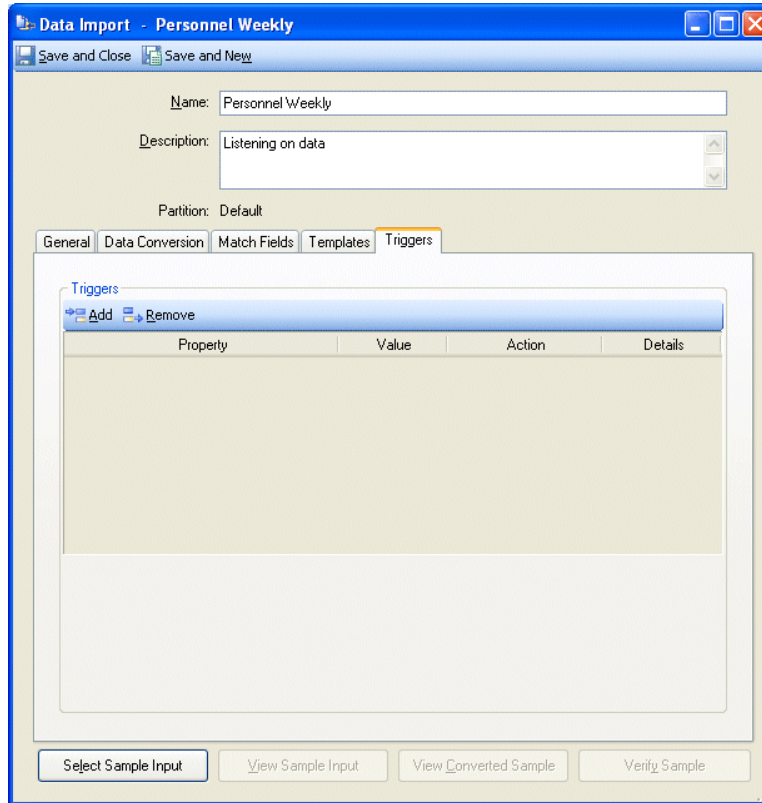 Data Import - Personnel Weekly
Save and Close Save and New
Name: Personnel Weekly
Description: Listening on data
Partition: Default
General Data Conversion Match Fields Templates Triggers
Triggers
Add Remove
Property Value Action Details
Select Sample Input View Sample Input View Converted Sample Verify Sample